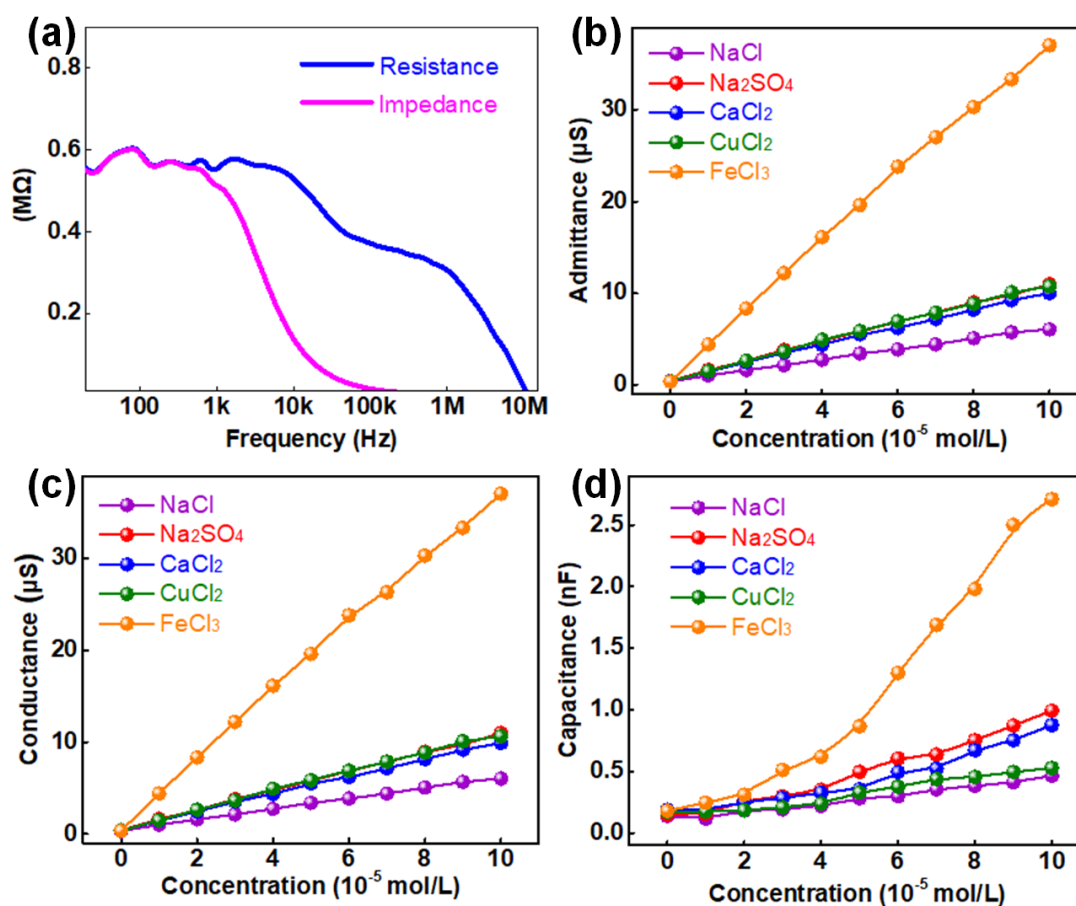 (a)
0.8
0.6
0.4
0.2
(MΩ)
Resistance
Impedance
100 1k 10k 100k 1M 10M
Frequency (Hz)
(b)
30
20
10
0
Admittance (μS)
NaCl
Na₂SO₄
CaCl₂
CuCl₂
FeCl₃
0 2 4 6 8 10
Concentration (10⁻⁵ mol/L)
(c)
30
20
10
0
Conductance (μS)
NaCl
Na₂SO₄
CaCl₂
CuCl₂
FeCl₃
0 2 4 6 8 10
Concentration (10⁻⁵ mol/L)
(d)
2.5
2.0
1.5
1.0
0.5
0.0
Capacitance (nF)
NaCl
Na₂SO₄
CaCl₂
CuCl₂
FeCl₃
0 2 4 6 8 10
Concentration (10⁻⁵ mol/L)